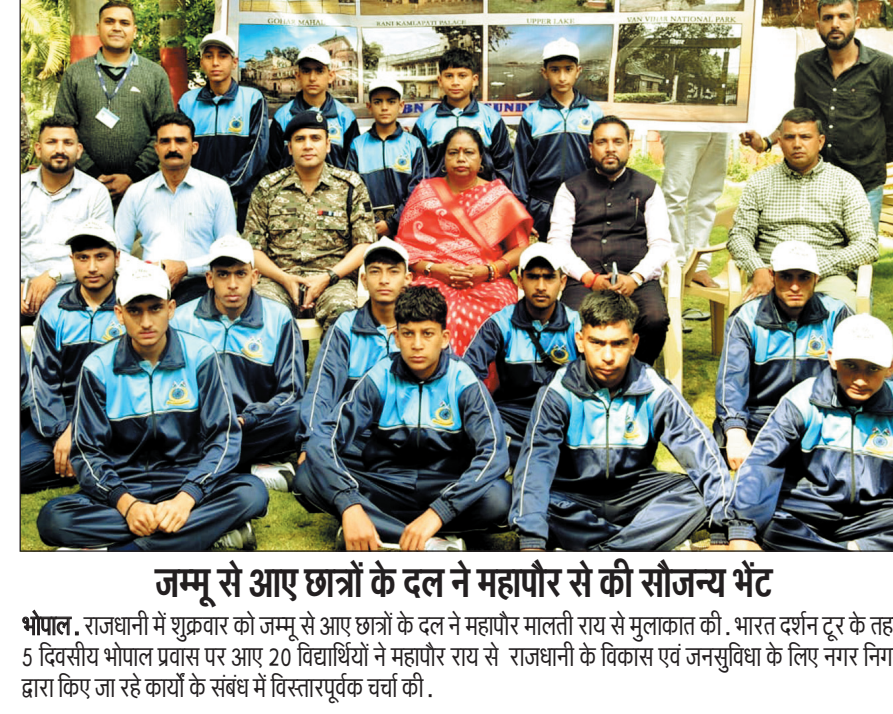 GOHAR MAHAL
RANI KAMLAPATI PALACE
UPPER LAKE
VAN VIHAR NATIONAL PARK
जम्मू से आए छात्रों के दल ने महापौर से की सौजन्य भेंट
भोपाल. राजधानी में शुक्रवार को जम्मू से आए छात्रों के दल ने महापौर मालती राय से मुलाकात की. भारत दर्शन टूर के तह
5 दिवसीय भोपाल प्रवास पर आए 20 विद्यार्थियों ने महापौर राय से राजधानी के विकास एवं जनसुविधा के लिए नगर निग
द्वारा किए जा रहे कार्यों के संबंध में विस्तारपूर्वक चर्चा की.